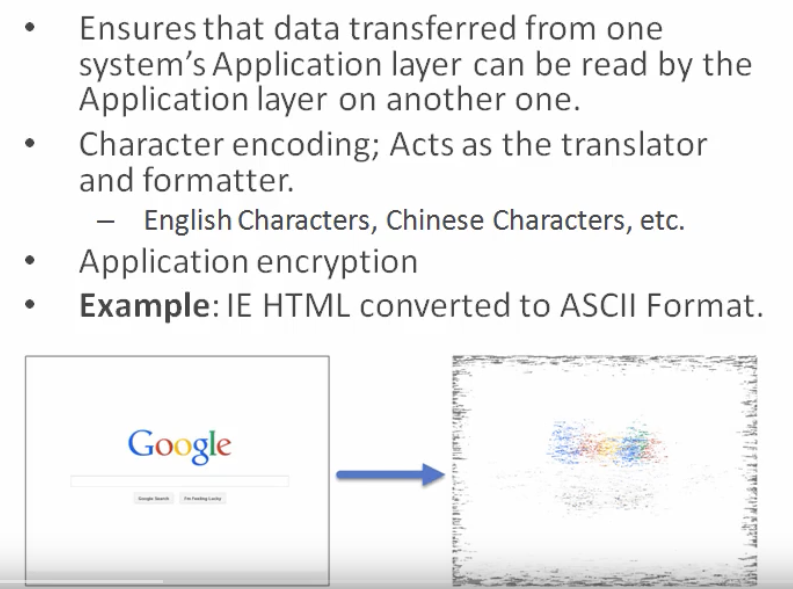 • Ensures that data transferred from one
system's Application layer can be read by the
Application layer on another one.
• Character encoding; Acts as the translator
and formatter.
– English Characters, Chinese Characters, etc.
• Application encryption
• Example: IE HTML converted to ASCII Format.
Google
Google Search I'm Feeling Lucky